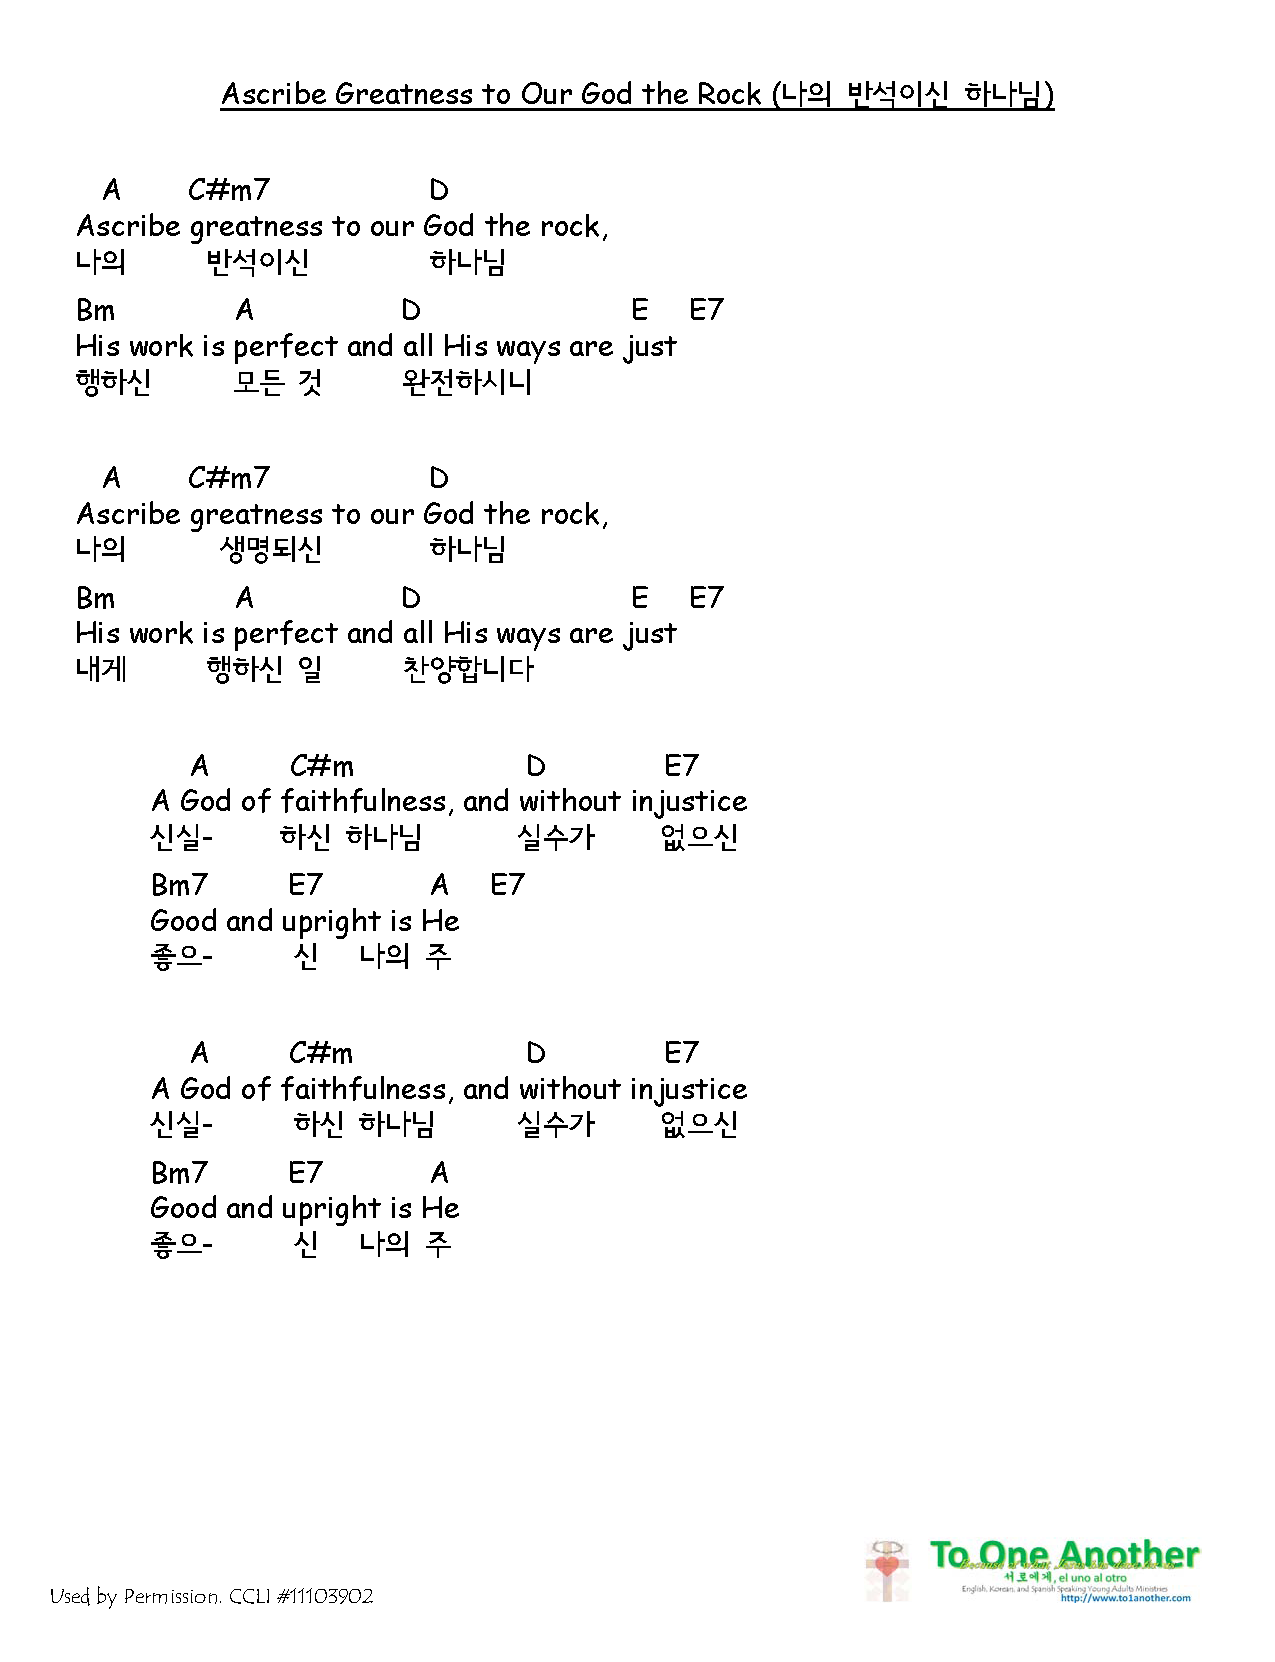 Ascribe Greatness to Our God the Rock (나의 반석이신 하나님)
A C#m7 D
Ascribe greatness to our God the rock,
나의 반석이신 하나님
Bm A D E E7
His work is perfect and all His ways are just
행하신 모든 것 완전하시니
A C#m7 D
Ascribe greatness to our God the rock,
나의 생명되신 하나님
Bm A D E E7
His work is perfect and all His ways are just
내게 행하신 일 찬양합니다
A C#m D E7
A God of faithfulness, and without injustice
신실- 하신 하나님 실수가 없으신
Bm7 E7 A E7
Good and upright is He
좋으- 신 나의 주
A C#m D E7
A God of faithfulness, and without injustice
신실- 하신 하나님 실수가 없으신
Bm7 E7 A
Good and upright is He
좋으- 신 나의 주
To One Another
서로에게, el uno al otro
English, Korean, and Spanish Speaking Young Adults Ministries
http://www.to1another.com
Used by Permission. CCLI #11103902